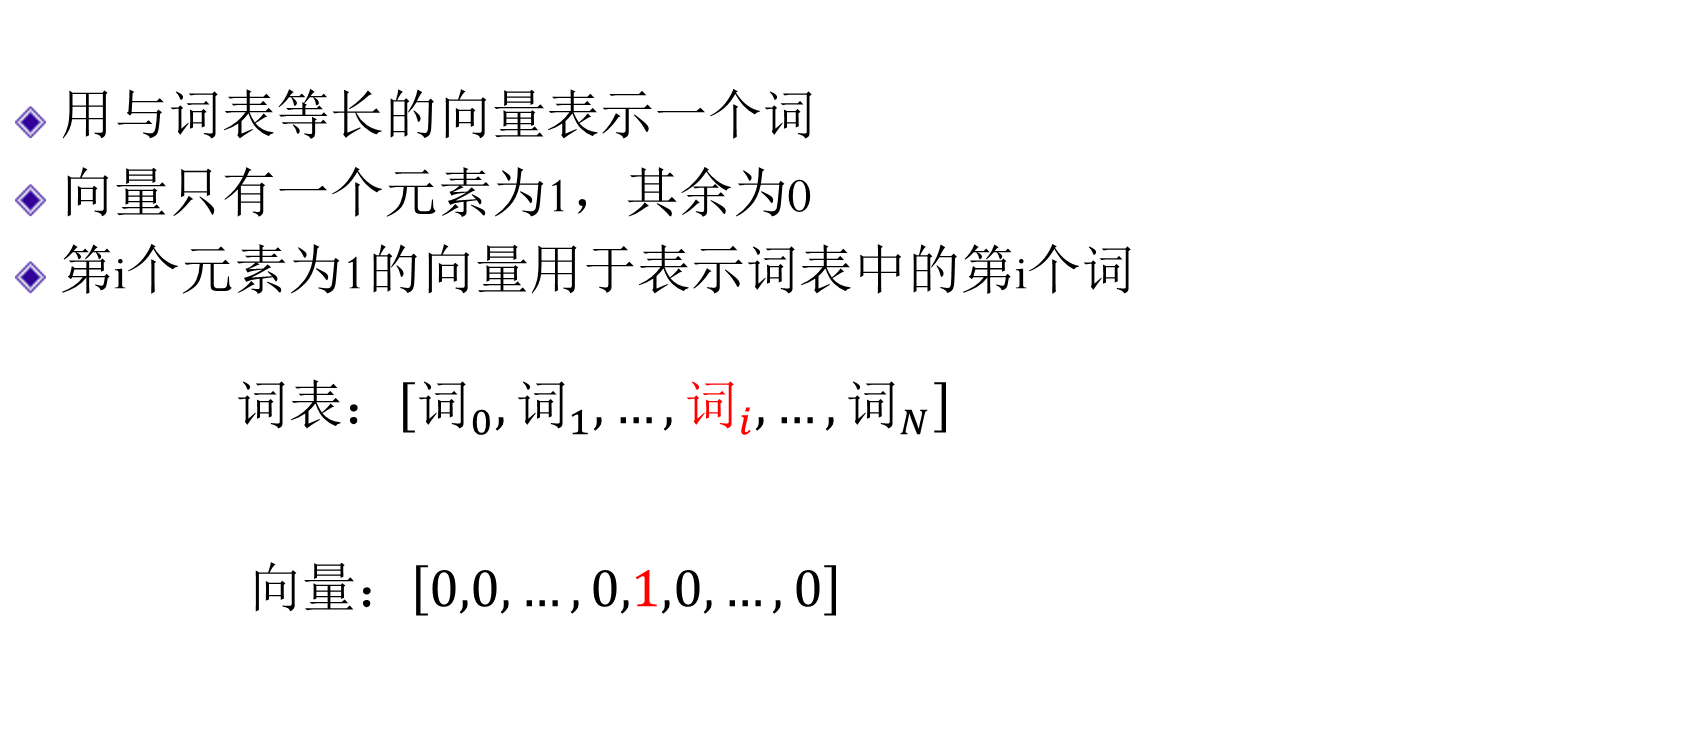 用与词表等长的向量表示一个词
向量只有一个元素为1，其余为0
第i个元素为1的向量用于表示词表中的第i个词
词表：[词₀, 词₁, … , 词ᵢ, … , 词_N]
向量：[0,0, … , 0,1,0, … , 0]